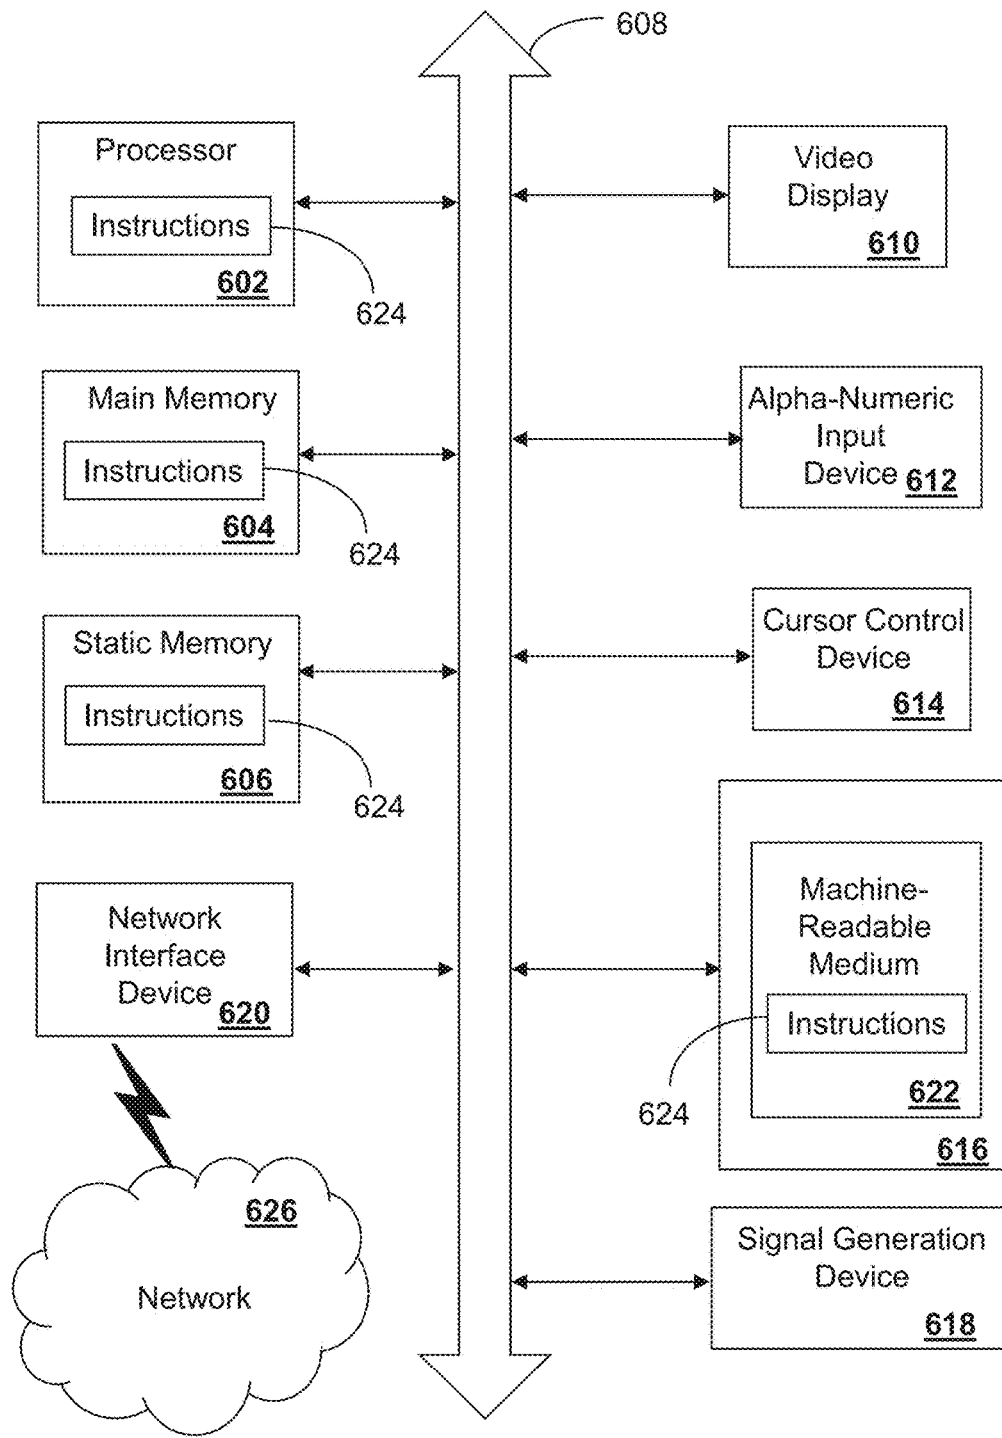 608
Processor
Instructions
602
624
Main Memory
Instructions
604
624
Static Memory
Instructions
606
624
Network
Interface
Device
620
626
Network
Video
Display
610
Alpha-Numeric
Input
Device
612
Cursor Control
Device
614
Machine-
Readable
Medium
Instructions
624
622
616
Signal Generation
Device
618